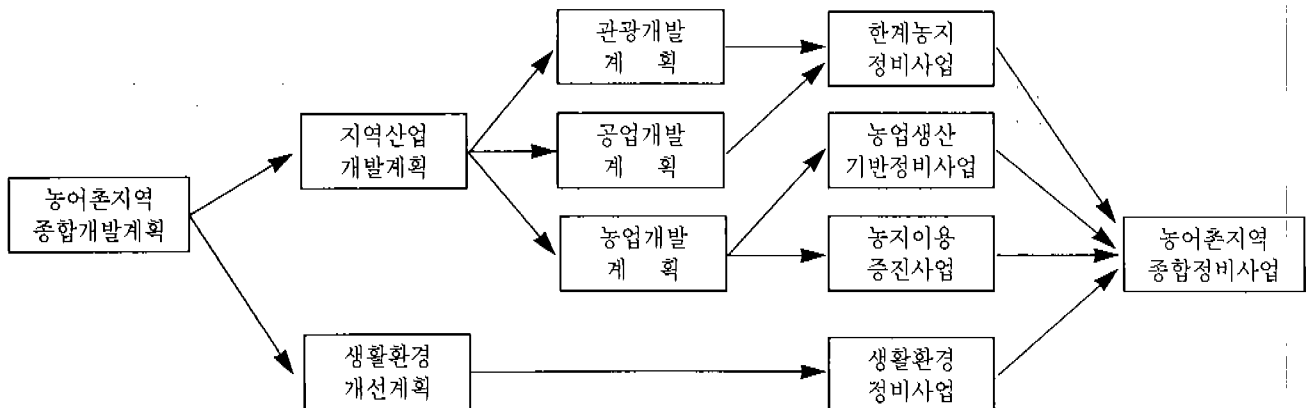 농어촌지역
종합개발계획
지역산업
개발계획
생활환경
개선계획
관광개발
계 획
공업개발
계 획
농업개발
계 획
한계농지
정비사업
농업생산
기반정비사업
농지이용
증진사업
생활환경
정비사업
농어촌지역
종합정비사업